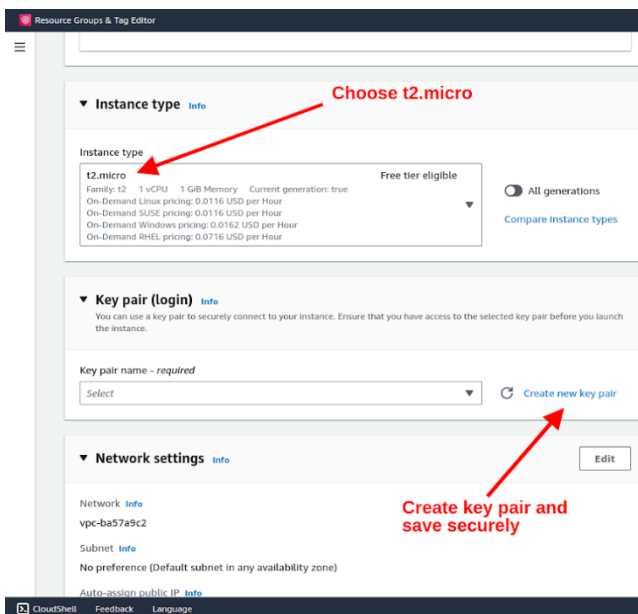 Resource Groups & Tag Editor
Choose t2.micro
Instance type Info
Instance type
t2.micro Free tier eligible
Family: t2 1 vCPU 1 GiB Memory Current generation: true
On-Demand Linux pricing: 0.0116 USD per Hour
On-Demand SUSE pricing: 0.0116 USD per Hour
On-Demand Windows pricing: 0.0162 USD per Hour
On-Demand RHEL pricing: 0.0716 USD per Hour
All generations
Compare instance types
Key pair (login) Info
You can use a key pair to securely connect to your instance. Ensure that you have access to the selected key pair before you launch
the instance.
Key pair name - required
Select
Create new key pair
Network settings Info
Edit
Create key pair and
save securely
Network Info
vpc-ba57a9c2
Subnet Info
No preference (Default subnet in any availability zone)
Auto-assign public IP Info
CloudShell Feedback Language